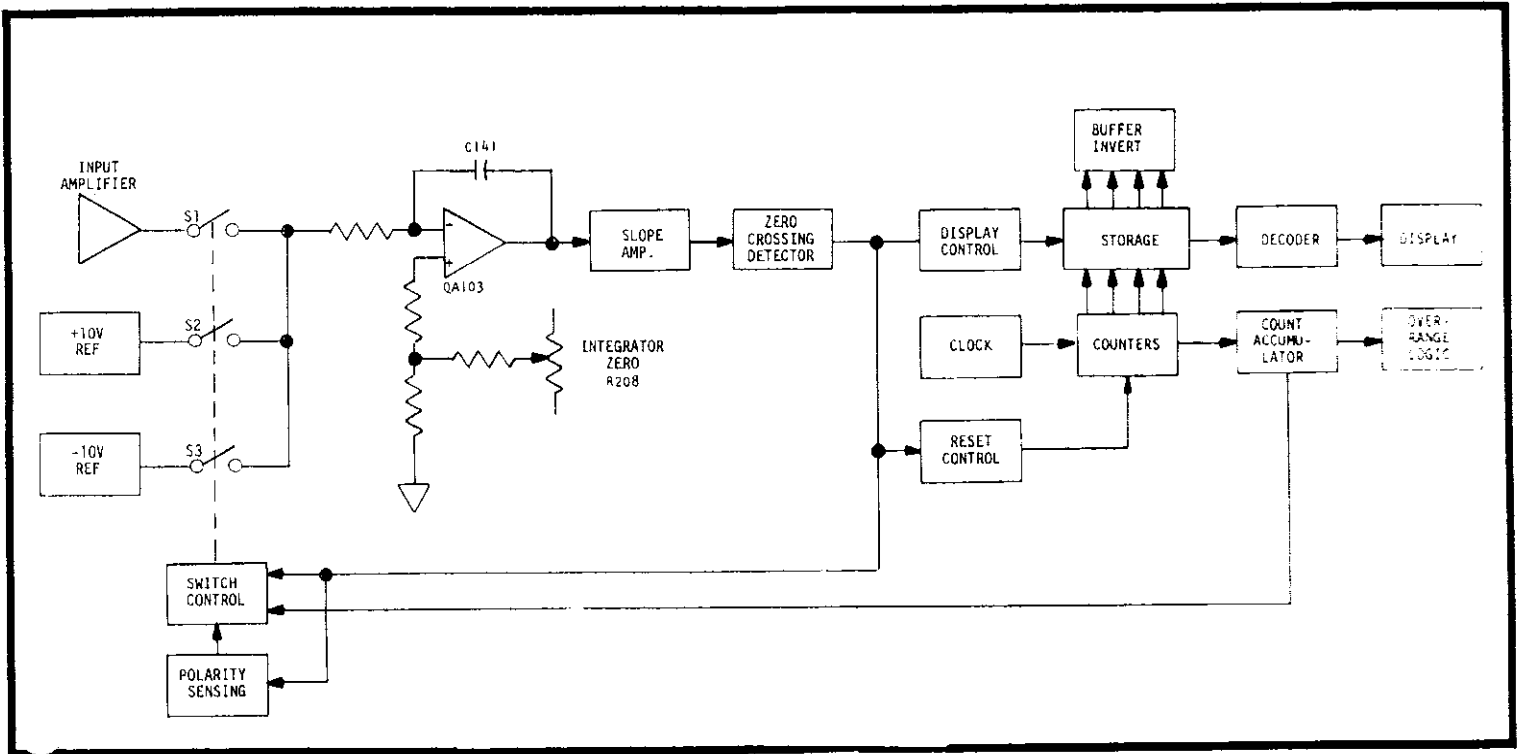 INPUT
AMPLIFIER
S1
+10V
REF
S2
-10V
REF
S3
C141
-
+
QA103
INTEGRATOR
ZERO
R208
SLOPE
AMP.
ZERO
CROSSING
DETECTOR
BUFFER
INVERT
DISPLAY
CONTROL
STORAGE
DECODER
DISPLAY
CLOCK
COUNTERS
COUNT
ACCUMU-
LATOR
OVER-
RANGE
LOGIC
RESET
CONTROL
SWITCH
CONTROL
POLARITY
SENSING